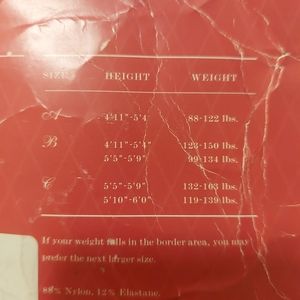 SIZE HEIGHT WEIGHT
A 4'11"-5'4 88-122 lbs.
B 4'11"-5'4" 123-150 lbs.
5'5"-5'9" 99-134 lbs.
C 5'5"-5'9" 132-163 lbs.
5'10"-6'0" 119-139 lbs.
If your weight falls in the border area, you may
prefer the next larger size.
88% Nylon, 12% Elastane.